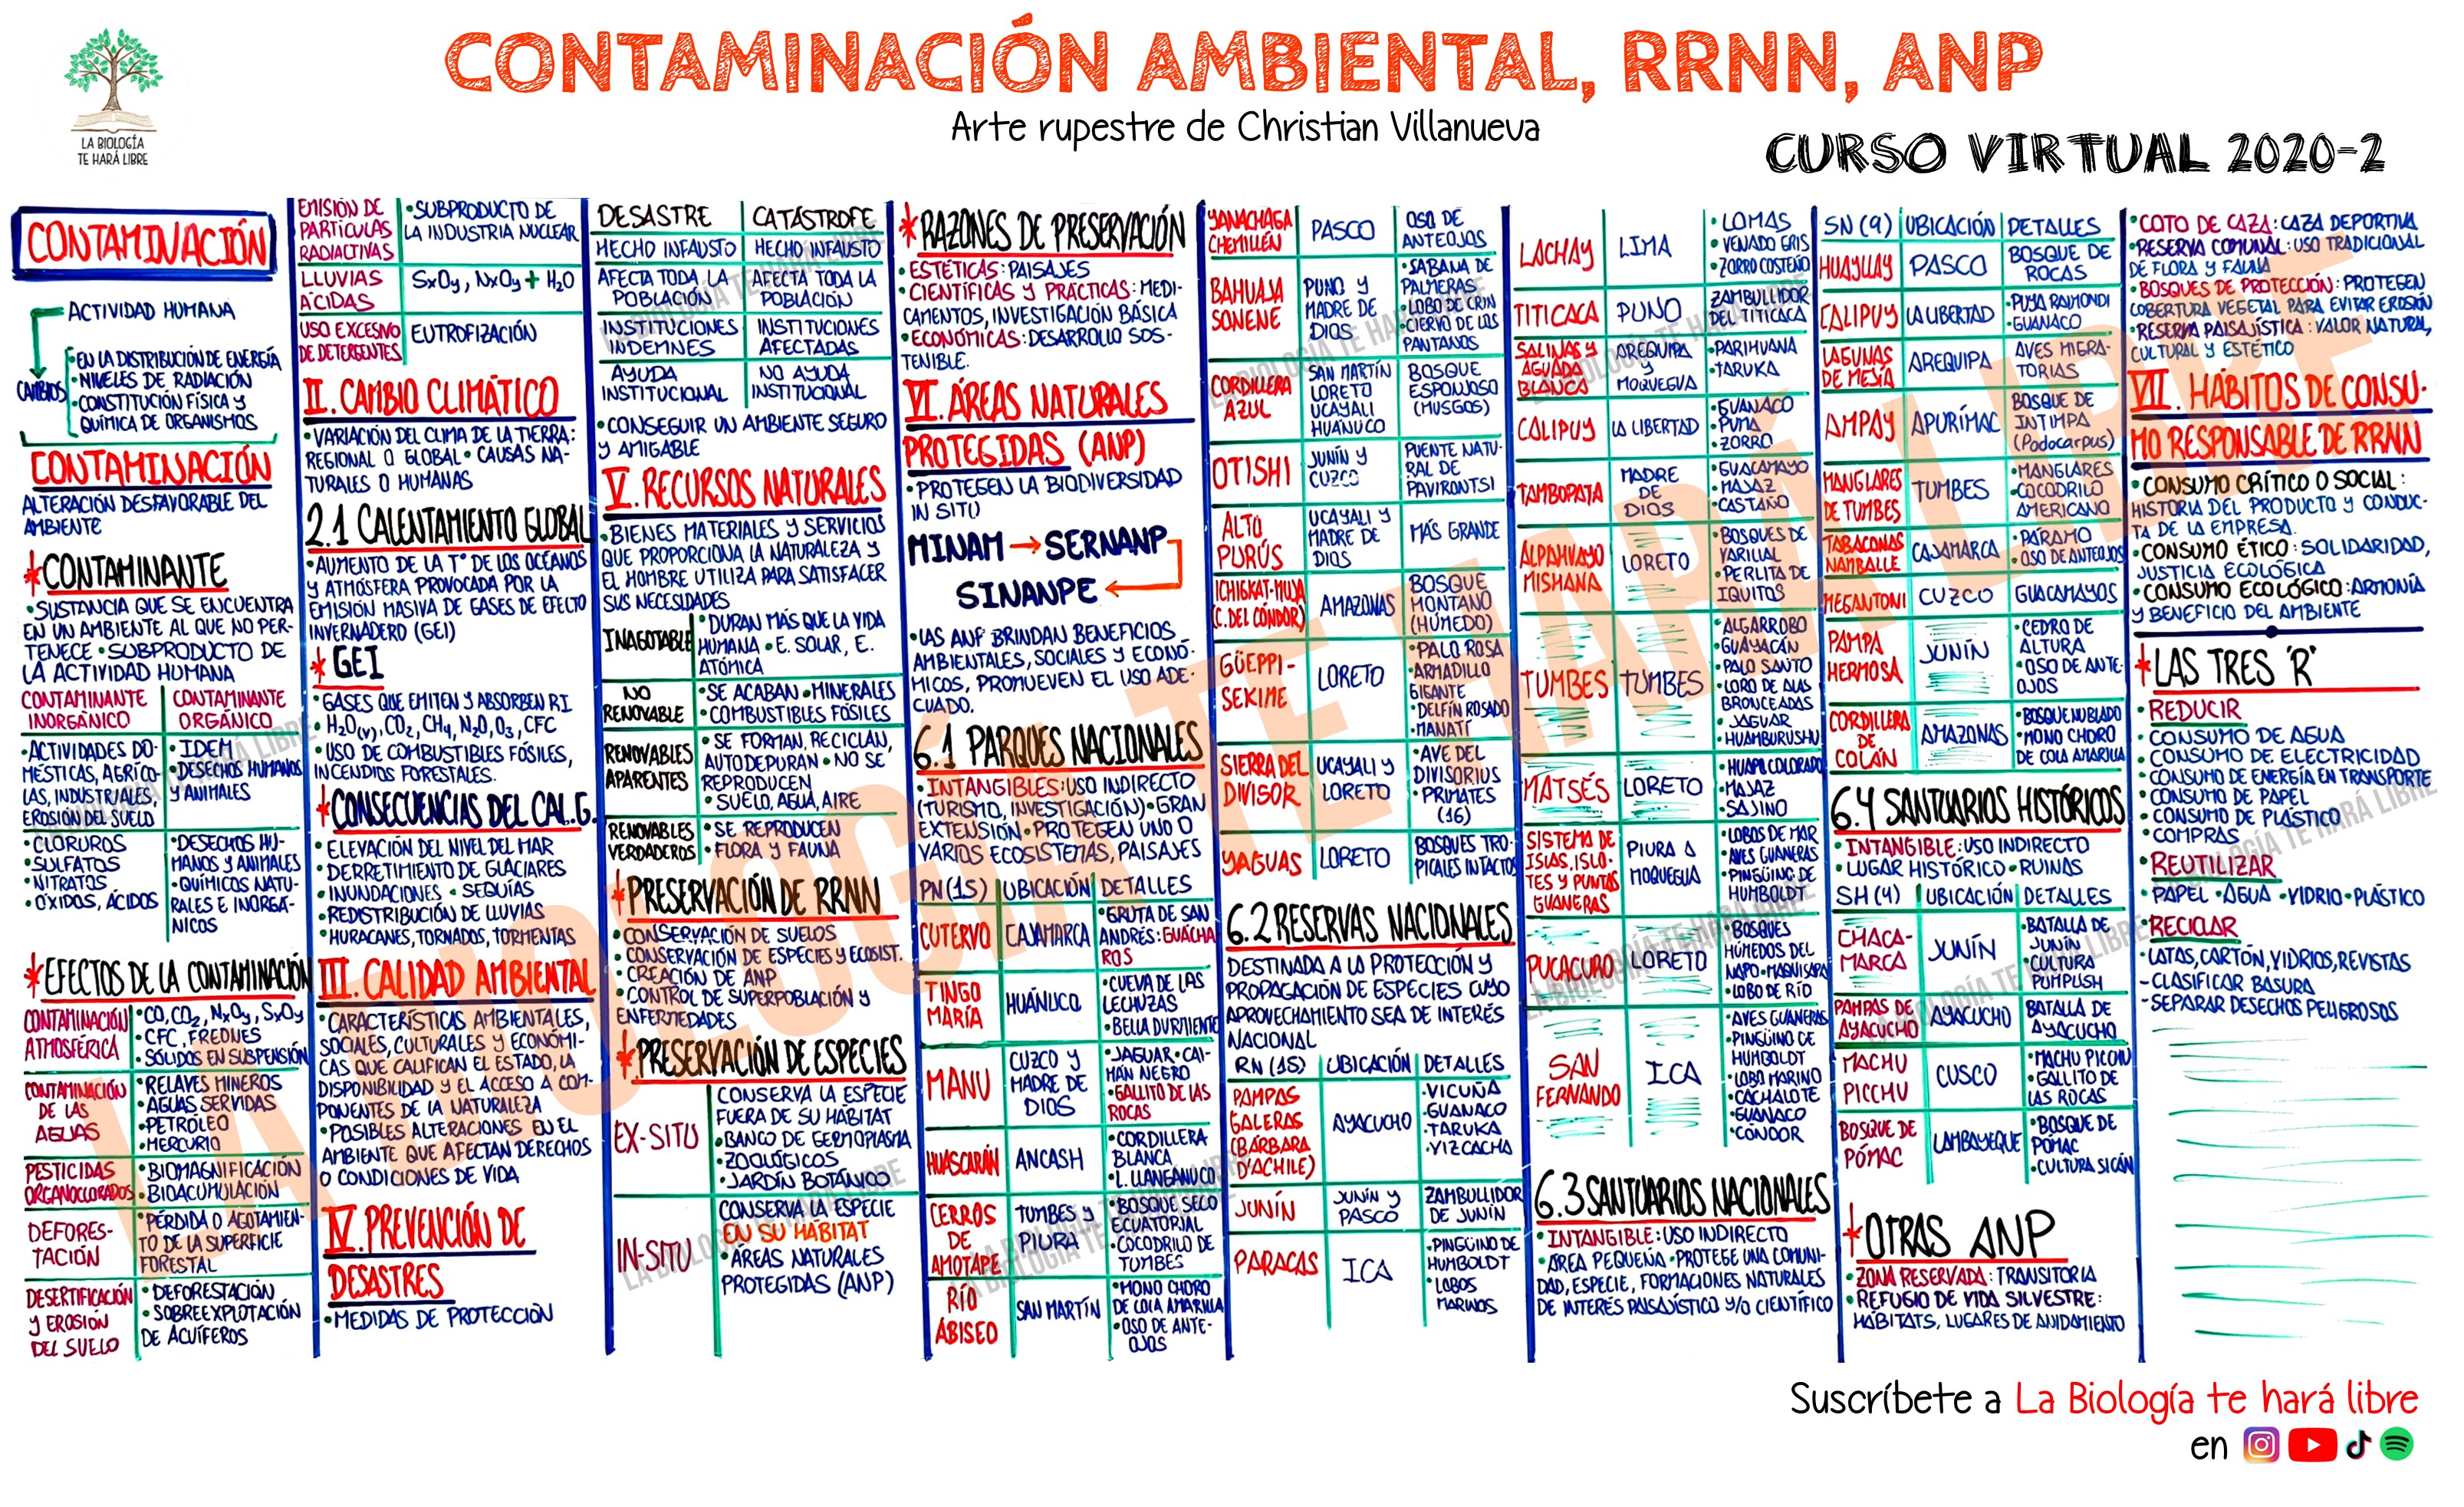 CONTAMINACIÓN AMBIENTAL, RRNN, ANP
Arte rupestre de Christian Villanueva
CURSO VIRTUAL 2020-2
LA BIOLOGÍA
TE HARÁ LIBRE
CONTAMINACIÓN
ACTIVIDAD HUMANA
CAMBIOS
•EN LA DISTRIBUCIÓN DE ENERGÍA
•NIVELES DE RADIACIÓN
•CONSTITUCIÓN FÍSICA Y
QUÍMICA DE ORGANISMOS
CONTAMINACIÓN
ALTERACIÓN DESFAVORABLE DEL
AMBIENTE
*CONTAMINANTE
•SUSTANCIA QUE SE ENCUENTRA
EN UN AMBIENTE AL QUE NO PER-
TENECE •SUBPRODUCTO DE
LA ACTIVIDAD HUMANA
CONTAMINANTE INORGÁNICO | CONTAMINANTE ORGÁNICO
•ACTIVIDADES DO-
MÉSTICAS, AGRÍCO-
LAS, INDUSTRIALES,
EROSIÓN DEL SUELO
•IDEM
•DESECHOS HUMANOS
Y ANIMALES
•CLORUROS
•SULFATOS
•NITRATOS
•ÓXIDOS, ÁCIDOS
•DESECHOS HU-
MANOS Y ANIMALES
•QUÍMICOS NATU-
RALES E INORGÁ-
NICOS
*EFECTOS DE LA CONTAMINACIÓN
CONTAMINACIÓN
ATMOSFÉRICA
•CO, CO₂, NxOy, SxOy
•CFC, FREONES
•SÓLIDOS EN SUSPENSIÓN
CONTAMINACIÓN
DE LAS
AGUAS
•RELAVES MINEROS
•AGUAS SERVIDAS
•PETRÓLEO
•MERCURIO
PESTICIDAS
ORGANOCLORADOS
•BIOMAGNIFICACIÓN
•BIOACUMULACIÓN
DEFORES-
TACIÓN
•PÉRDIDA O AGOTAMIEN-
TO DE LA SUPERFICIE
FORESTAL
DESERTIFICACIÓN
Y EROSIÓN
DEL SUELO
•DEFORESTACIÓN
•SOBREEXPLOTACIÓN
DE ACUÍFEROS
EMISIÓN DE
PARTÍCULAS
RADIACTIVAS
•SUBPRODUCTO DE
LA INDUSTRIA NUCLEAR
LLUVIAS
ÁCIDAS
SxOy, NxOy + H₂O
USO EXCESIVO
DE DETERGENTES
EUTROFIZACIÓN
II. CAMBIO CLIMÁTICO
•VARIACIÓN DEL CLIMA DE LA TIERRA:
REGIONAL O GLOBAL •CAUSAS NA-
TURALES O HUMANAS
2.1 CALENTAMIENTO GLOBAL
•AUMENTO DE LA T° DE LOS OCÉANOS
Y ATMÓSFERA PROVOCADA POR LA
EMISIÓN MASIVA DE GASES DE EFECTO
INVERNADERO (GEI)
*GEI
•GASES QUE EMITEN Y ABSORBEN RI
•H₂O(v), CO₂, CH₄, N₂O, O₃, CFC
•USO DE COMBUSTIBLES FÓSILES,
INCENDIOS FORESTALES.
*CONSECUENCIAS DEL CAL.G.
•ELEVACIÓN DEL NIVEL DEL MAR
•DERRETIMIENTO DE GLACIARES
•INUNDACIONES •SEQUÍAS
•REDISTRIBUCIÓN DE LLUVIAS
•HURACANES, TORNADOS, TORMENTAS
III. CALIDAD AMBIENTAL
•CARACTERÍSTICAS AMBIENTALES,
SOCIALES, CULTURALES Y ECONÓMI-
CAS QUE CALIFICAN EL ESTADO, LA
DISPONIBILIDAD Y EL ACCESO A COM-
PONENTES DE LA NATURALEZA
•POSIBLES ALTERACIONES EN EL
AMBIENTE QUE AFECTAN DERECHOS
O CONDICIONES DE VIDA
IV. PREVENCIÓN DE
DESASTRES
•MEDIDAS DE PROTECCIÓN
DESASTRE | CATÁSTROFE
HECHO INFAUSTO | HECHO INFAUSTO
AFECTA TODA LA POBLACIÓN | AFECTA TODA LA POBLACIÓN
INSTITUCIONES INDEMNES | INSTITUCIONES AFECTADAS
AYUDA INSTITUCIONAL | NO AYUDA INSTITUCIONAL
•CONSEGUIR UN AMBIENTE SEGURO
Y AMIGABLE
V. RECURSOS NATURALES
•BIENES MATERIALES Y SERVICIOS
QUE PROPORCIONA LA NATURALEZA Y
EL HOMBRE UTILIZA PARA SATISFACER
SUS NECESIDADES
INAGOTABLE
•DURAN MÁS QUE LA VIDA
HUMANA •E. SOLAR, E.
ATÓMICA
NO
RENOVABLE
•SE ACABAN •MINERALES
•COMBUSTIBLES FÓSILES
RENOVABLES
APARENTES
•SE FORMAN, RECICLAN,
AUTODEPURAN •NO SE
REPRODUCEN
•SUELO, AGUA, AIRE
RENOVABLES
VERDADEROS
•SE REPRODUCEN
•FLORA Y FAUNA
*PRESERVACIÓN DE RRNN
•CONSERVACIÓN DE SUELOS
•CONSERVACIÓN DE ESPECIES Y ECOSIST.
•CREACIÓN DE ANP
•CONTROL DE SUPERPOBLACIÓN Y
ENFERMEDADES
*PRESERVACIÓN DE ESPECIES
EX-SITU
CONSERVA LA ESPECIE
FUERA DE SU HÁBITAT
•BANCO DE GERMOPLASMA
•ZOOLÓGICOS
•JARDÍN BOTÁNICO
IN-SITU
CONSERVA LA ESPECIE
EN SU HÁBITAT
•ÁREAS NATURALES
PROTEGIDAS (ANP)
*RAZONES DE PRESERVACIÓN
•ESTÉTICAS: PAISAJES
•CIENTÍFICAS Y PRÁCTICAS: MEDI-
CAMENTOS, INVESTIGACIÓN BÁSICA
•ECONÓMICAS: DESARROLLO SOS-
TENIBLE.
VI. ÁREAS NATURALES
PROTEGIDAS (ANP)
•PROTEGEN LA BIODIVERSIDAD
IN SITU
MINAM → SERNANP
SINANPE ←
•LAS ANP BRINDAN BENEFICIOS
AMBIENTALES, SOCIALES Y ECONÓ-
MICOS, PROMUEVEN EL USO ADE-
CUADO.
6.1 PARQUES NACIONALES
•INTANGIBLES: USO INDIRECTO
(TURISMO, INVESTIGACIÓN) •GRAN
EXTENSIÓN •PROTEGEN UNO O
VARIOS ECOSISTEMAS, PAISAJES
PN (15) | UBICACIÓN | DETALLES
CUTERVO | CAJAMARCA | •GRUTA DE SAN ANDRÉS: GUÁCHAROS
TINGO MARÍA | HUÁNUCO | •CUEVA DE LAS LECHUZAS •BELLA DURMIENTE
MANU | CUZCO Y MADRE DE DIOS | •JAGUAR •CAIMÁN NEGRO •GALLITO DE LAS ROCAS
HUASCARÁN | ANCASH | •CORDILLERA BLANCA •L. LLANGANUCO
CERROS DE AMOTAPE | TUMBES Y PIURA | •BOSQUE SECO ECUATORIAL •COCODRILO DE TUMBES
RÍO ABISEO | SAN MARTÍN | •MONO CHORO DE COLA AMARILLA •OSO DE ANTEOJOS
YANACHAGA CHEMILLÉN | PASCO | OSO DE ANTEOJOS
BAHUAJA SONENE | PUNO Y MADRE DE DIOS | •SABANA DE PALMERAS •LOBO DE CRIN •CIERVO DE LOS PANTANOS
CORDILLERA AZUL | SAN MARTÍN LORETO UCAYALI HUÁNUCO | BOSQUE ESPONJOSO (MUSGOS)
OTISHI | JUNÍN Y CUZCO | PUENTE NATURAL DE PAVIRONTSI
ALTO PURÚS | UCAYALI Y MADRE DE DIOS | MÁS GRANDE
ICHIGKAT-MUJA (C. DEL CÓNDOR) | AMAZONAS | BOSQUE MONTANO (HÚMEDO)
GÜEPPI-SEKIME | LORETO | •PALO ROSA •ARMADILLO GIGANTE •DELFÍN ROSADO •MANATÍ
SIERRA DEL DIVISOR | UCAYALI Y LORETO | •AVE DEL DIVISORIUS •PRIMATES (16)
YAGUAS | LORETO | BOSQUES TROPICALES INTACTOS
6.2 RESERVAS NACIONALES
DESTINADA A LA PROTECCIÓN Y
PROPAGACIÓN DE ESPECIES CUYO
APROVECHAMIENTO SEA DE INTERÉS
NACIONAL
RN (15) | UBICACIÓN | DETALLES
PAMPAS GALERAS (BÁRBARA D'ACHILE) | AYACUCHO | •VICUÑA •GUANACO •TARUKA •VIZCACHA
JUNÍN | JUNÍN Y PASCO | ZAMBULLIDOR DE JUNÍN
PARACAS | ICA | •PINGÜINO DE HUMBOLDT •LOBOS MARINOS
LACHAY | LIMA | •LOMAS •VENADO GRIS •ZORRO COSTEÑO
TITICACA | PUNO | ZAMBULLIDOR DEL TITICACA
SALINAS Y AGUADA BLANCA | AREQUIPA Y MOQUEGUA | •PARIHUANA •TARUKA
CALIPUY | LA LIBERTAD | •GUANACO •PUMA •ZORRO
TAMBOPATA | MADRE DE DIOS | •GUACAMAYO •MAJAZ •CASTAÑO
ALPAHUAYO MISHANA | LORETO | •BOSQUES DE VARILLAL •PERLITA DE IQUITOS
TUMBES | TUMBES | •ALGARROBO •GUAYACÁN •PALO SANTO •LORO DE ALAS BRONCEADAS •JAGUAR •HUAMBURUSHU
MATSÉS | LORETO | •HUAPO COLORADO •MAJAZ •SAJINO
SISTEMA DE ISLAS, ISLOTES Y PUNTAS GUANERAS | PIURA A MOQUEGUA | •LOBOS DE MAR •AVES GUANERAS •PINGÜINO DE HUMBOLDT
PUCACURO | LORETO | •BOSQUES HÚMEDOS DEL NAPO •MAQUISAPA •LOBO DE RÍO
SAN FERNANDO | ICA | •AVES GUANERAS •PINGÜINO DE HUMBOLDT •LOBO MARINO •CACHALOTE •GUANACO •CÓNDOR
6.3 SANTUARIOS NACIONALES
•INTANGIBLE: USO INDIRECTO
•ÁREA PEQUEÑA •PROTEGE UNA COMUNI-
DAD, ESPECIE, FORMACIONES NATURALES
DE INTERÉS PAISAJÍSTICO Y/O CIENTÍFICO
SN (9) | UBICACIÓN | DETALLES
HUAYLLAY | PASCO | BOSQUE DE ROCAS
CALIPUY | LA LIBERTAD | •PUYA RAIMONDI •GUANACO
LAGUNAS DE MEJÍA | AREQUIPA | AVES MIGRATORIAS
AMPAY | APURÍMAC | BOSQUE DE INTIMPA (Podocarpus)
MANGLARES DE TUMBES | TUMBES | •MANGLARES •COCODRILO AMERICANO
TABACONAS NAMBALLE | CAJAMARCA | •PÁRAMO •OSO DE ANTEOJOS
MEGANTONI | CUZCO | GUACAMAYOS
PAMPA HERMOSA | JUNÍN | •CEDRO DE ALTURA •OSO DE ANTEOJOS
CORDILLERA DE COLÁN | AMAZONAS | •BOSQUE NUBLADO •MONO CHORO DE COLA AMARILLA
6.4 SANTUARIOS HISTÓRICOS
•INTANGIBLE: USO INDIRECTO
•LUGAR HISTÓRICO •RUINAS
SH (4) | UBICACIÓN | DETALLES
CHACAMARCA | JUNÍN | •BATALLA DE JUNÍN •CULTURA PUMPUSH
PAMPAS DE AYACUCHO | AYACUCHO | BATALLA DE AYACUCHO
MACHU PICCHU | CUSCO | •MACHU PICCHU •GALLITO DE LAS ROCAS
BOSQUE DE PÓMAC | LAMBAYEQUE | •BOSQUE DE PÓMAC •CULTURA SICÁN
*OTRAS ANP
•ZONA RESERVADA: TRANSITORIA
•REFUGIO DE VIDA SILVESTRE:
HÁBITATS, LUGARES DE ANIDAMIENTO
•COTO DE CAZA: CAZA DEPORTIVA
•RESERVA COMUNAL: USO TRADICIONAL
DE FLORA Y FAUNA
•BOSQUES DE PROTECCIÓN: PROTEGEN
COBERTURA VEGETAL PARA EVITAR EROSIÓN
•RESERVA PAISAJÍSTICA: VALOR NATURAL,
CULTURAL Y ESTÉTICO
VII. HÁBITOS DE CONSU-
MO RESPONSABLE DE RRNN
•CONSUMO CRÍTICO O SOCIAL:
HISTORIA DEL PRODUCTO Y CONDUC-
TA DE LA EMPRESA.
•CONSUMO ÉTICO: SOLIDARIDAD,
JUSTICIA ECOLÓGICA
•CONSUMO ECOLÓGICO: ARMONÍA
Y BENEFICIO DEL AMBIENTE
*LAS TRES 'R'
•REDUCIR
•CONSUMO DE AGUA
•CONSUMO DE ELECTRICIDAD
•CONSUMO DE ENERGÍA EN TRANSPORTE
•CONSUMO DE PAPEL
•CONSUMO DE PLÁSTICO
•COMPRAS
•REUTILIZAR
•PAPEL •AGUA •VIDRIO •PLÁSTICO
•RECICLAR
•LATAS, CARTÓN, VIDRIOS, REVISTAS
-CLASIFICAR BASURA
-SEPARAR DESECHOS PELIGROSOS
LA BIOLOGÍA TE HARÁ LIBRE
Suscríbete a La Biología te hará libre
en